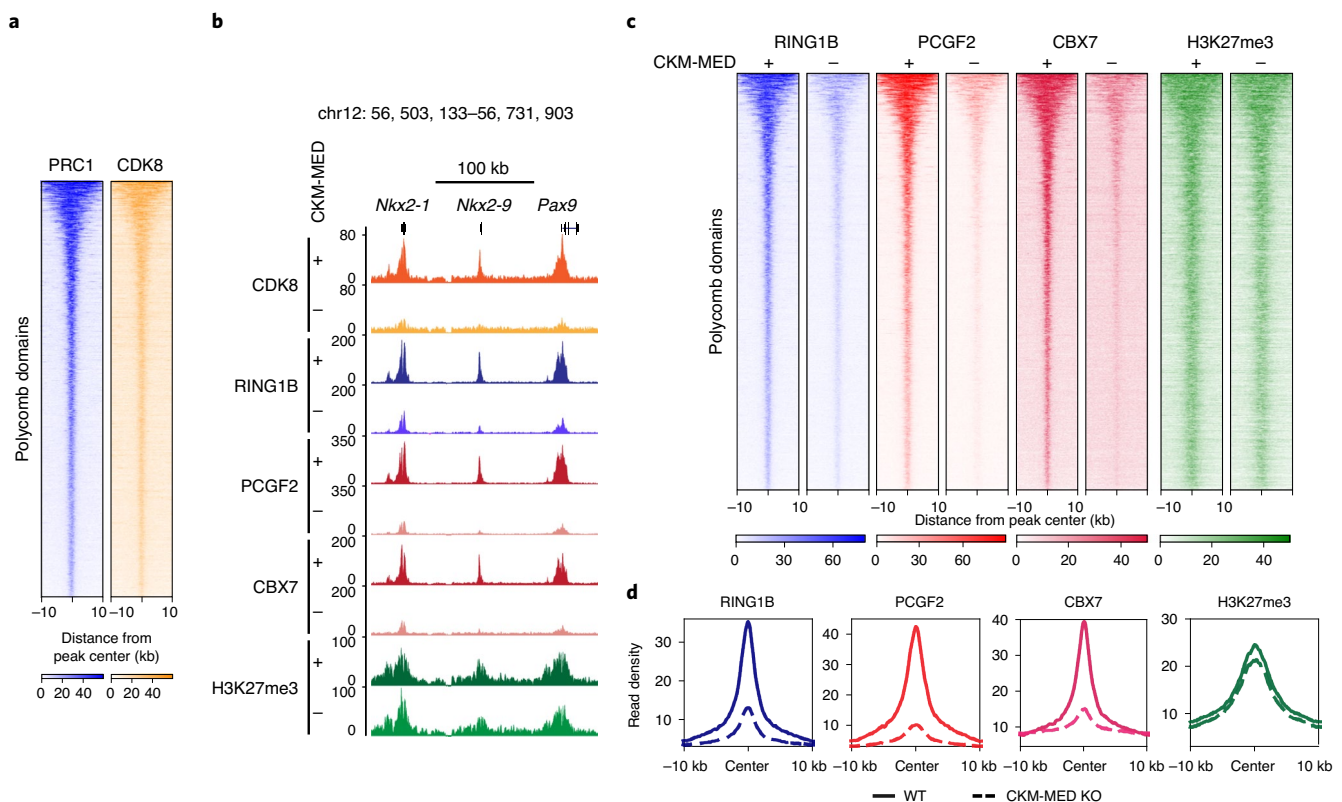 a
PRC1 CDK8
Polycomb domains
–10 10 –10 10
Distance from
peak center (kb)
0 20 40 0 20 40
b
chr12: 56, 503, 133–56, 731, 903
CKM-MED
100 kb
Nkx2-1 Nkx2-9 Pax9
CDK8
+
80
0
–
80
0
RING1B
+
200
0
–
200
0
PCGF2
+
350
0
–
350
0
CBX7
+
200
0
–
200
0
H3K27me3
+
100
0
–
100
0
c
RING1B PCGF2 CBX7 H3K27me3
CKM-MED + – + – + – + –
Polycomb domains
–10 10 –10 10 –10 10 –10 10
Distance from peak center (kb)
0 30 60 0 30 60 0 20 40 0 20 40
d
RING1B PCGF2 CBX7 H3K27me3
Read density
30
20
10
40
30
20
10
40
30
20
10
30
20
10
–10 kb Center 10 kb –10 kb Center 10 kb –10 kb Center 10 kb –10 kb Center 10 kb
WT CKM-MED KO